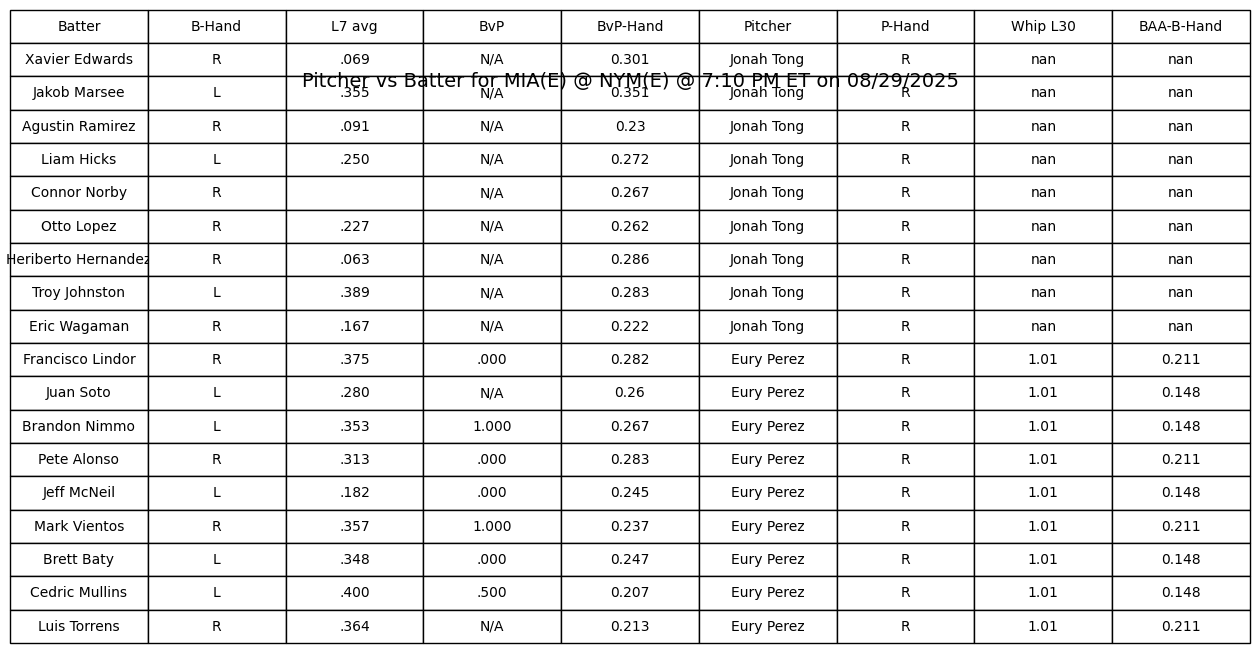 Batter B-Hand L7 avg BvP BvP-Hand Pitcher P-Hand Whip L30 BAA-B-Hand
Xavier Edwards R .069 N/A 0.301 Jonah Tong R nan nan
Pitcher vs Batter for MIA(E) @ NYM(E) @ 7:10 PM ET on 08/29/2025
Jakob Marsee L .355 N/A 0.351 Jonah Tong R nan nan
Agustin Ramirez R .091 N/A 0.23 Jonah Tong R nan nan
Liam Hicks L .250 N/A 0.272 Jonah Tong R nan nan
Connor Norby R N/A 0.267 Jonah Tong R nan nan
Otto Lopez R .227 N/A 0.262 Jonah Tong R nan nan
Heriberto Hernandez R .063 N/A 0.286 Jonah Tong R nan nan
Troy Johnston L .389 N/A 0.283 Jonah Tong R nan nan
Eric Wagaman R .167 N/A 0.222 Jonah Tong R nan nan
Francisco Lindor R .375 .000 0.282 Eury Perez R 1.01 0.211
Juan Soto L .280 N/A 0.26 Eury Perez R 1.01 0.148
Brandon Nimmo L .353 1.000 0.267 Eury Perez R 1.01 0.148
Pete Alonso R .313 .000 0.283 Eury Perez R 1.01 0.211
Jeff McNeil L .182 .000 0.245 Eury Perez R 1.01 0.148
Mark Vientos R .357 1.000 0.237 Eury Perez R 1.01 0.211
Brett Baty L .348 .000 0.247 Eury Perez R 1.01 0.148
Cedric Mullins L .400 .500 0.207 Eury Perez R 1.01 0.148
Luis Torrens R .364 N/A 0.213 Eury Perez R 1.01 0.211